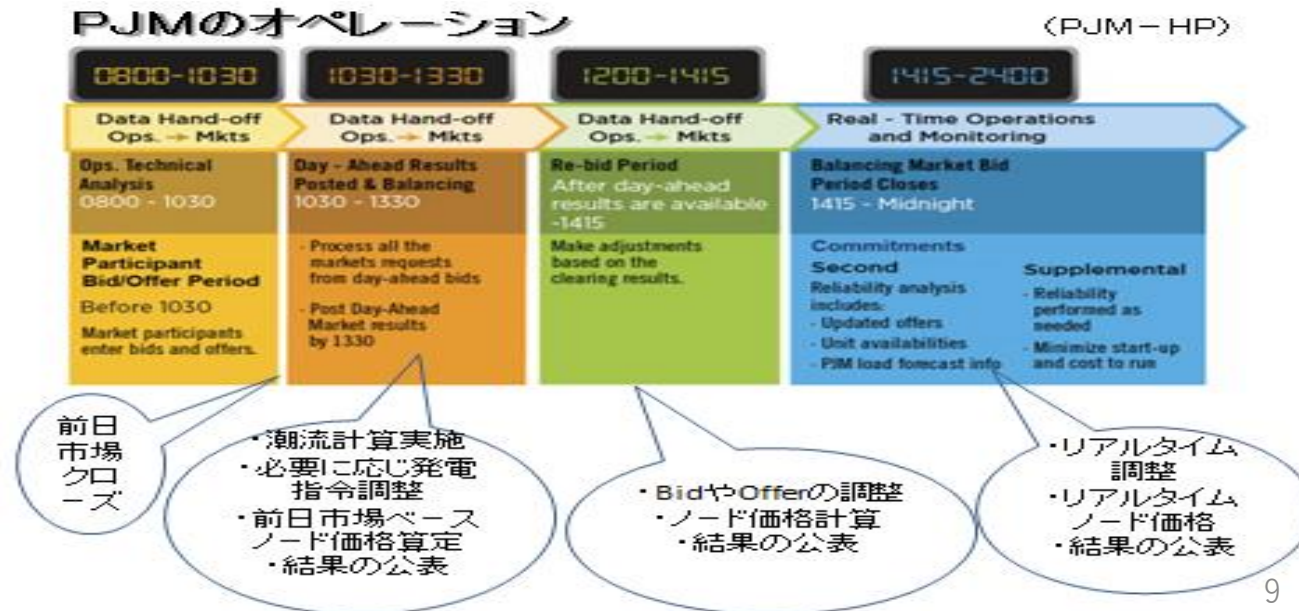 PJMのオペレーション
(PJM-HP)
0800-1030
1030-1330
1200-1415
1415-2400
Data Hand-off
Ops. → Mkts
Data Hand-off
Ops. → Mkts
Data Hand-off
Ops. → Mkts
Real - Time Operations
and Monitoring
Ops. Technical
Analysis
0800 - 1030
Market
Participant
Bid/Offer Period
Before 1030
Market participants
enter bids and offers.
Day - Ahead Results
Posted & Balancing
1030 - 1330
- Process all the
markets requests
from day-ahead bids
- Post Day-Ahead
Market results
by 1330
Re-bid Period
After day-ahead
results are available
-1415
Make adjustments
based on the
clearing results.
Balancing Market Bid
Period Closes
1415 - Midnight
Commitments
Second
Reliability analysis
includes:
- Updated offers
- Unit availabilities
- PJM load forecast info
Supplemental
- Reliability
performed as
needed
- Minimize start-up
and cost to run
前日
市場
クロ
ーズ
・潮流計算実施
・必要に応じ発電
指令調整
・前日市場ベース
ノード価格算定
・結果の公表
・BidやOfferの調整
・ノード価格計算
・結果の公表
・リアルタイム
調整
・リアルタイム
ノード価格
・結果の公表
9